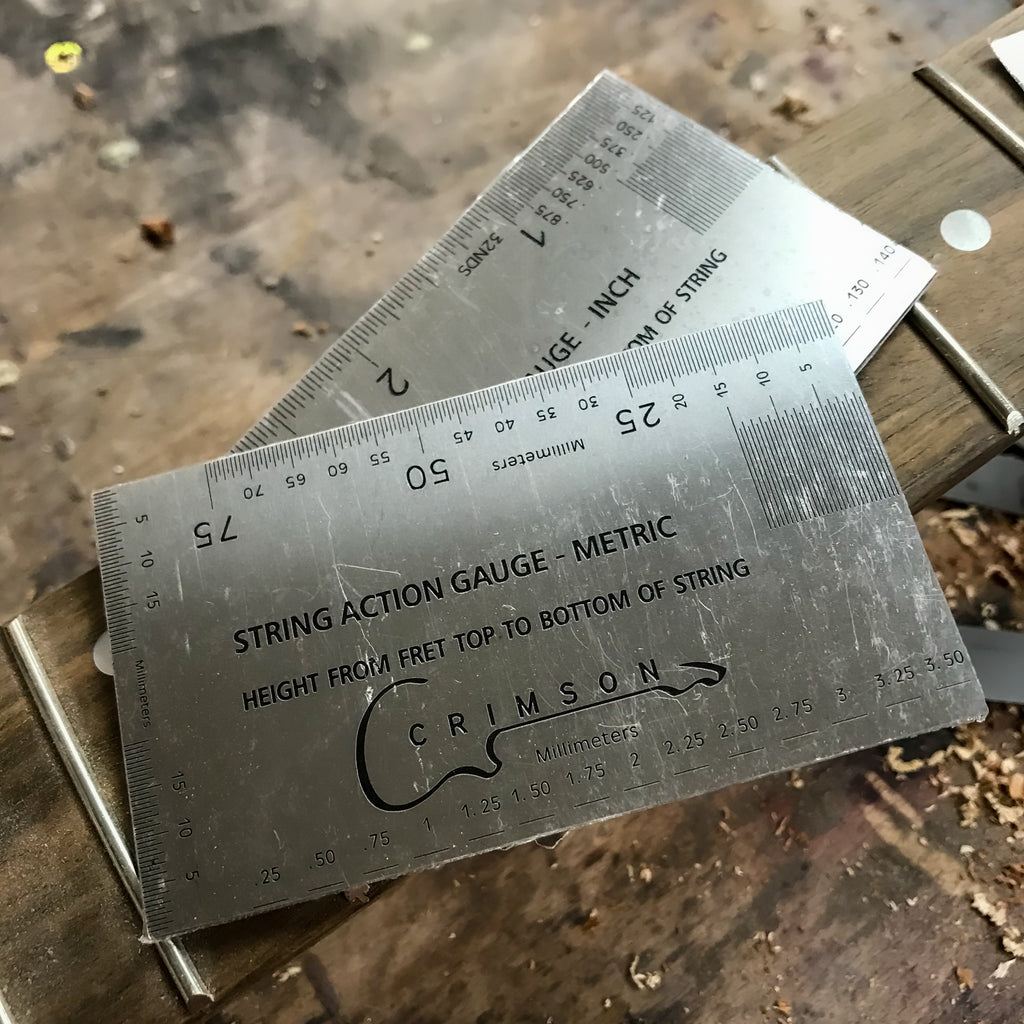 125
250
375
500
625
750
875
32NDS
1
2
GAUGE - INCH
BOTTOM OF STRING
.130 .140
5 10 15 20 25 30 35 40 45 50 55 60 65 70 75
Millimeters
5
10
15
Millimeters
15
10
5
STRING ACTION GAUGE - METRIC
HEIGHT FROM FRET TOP TO BOTTOM OF STRING
CRIMSON
Millimeters
.25 .50 .75 1 1.25 1.50 1.75 2 2.25 2.50 2.75 3 3.25 3.50